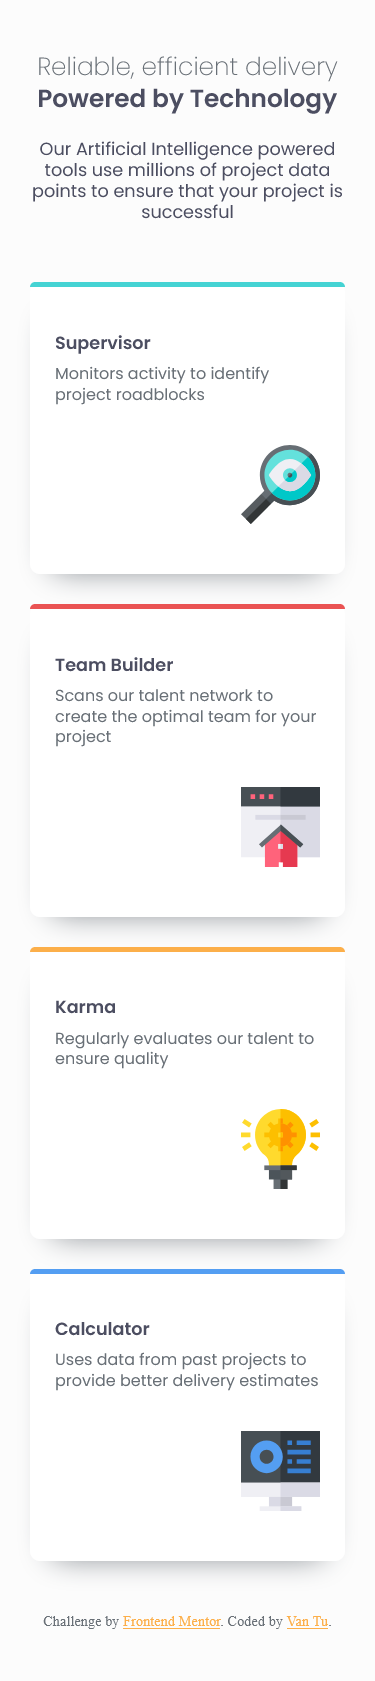 Reliable, efficient delivery
Powered by Technology
Our Artificial Intelligence powered
tools use millions of project data
points to ensure that your project is
successful
Supervisor
Monitors activity to identify
project roadblocks
Team Builder
Scans our talent network to
create the optimal team for your
project
Karma
Regularly evaluates our talent to
ensure quality
Calculator
Uses data from past projects to
provide better delivery estimates
Challenge by Frontend Mentor. Coded by Van Tu.